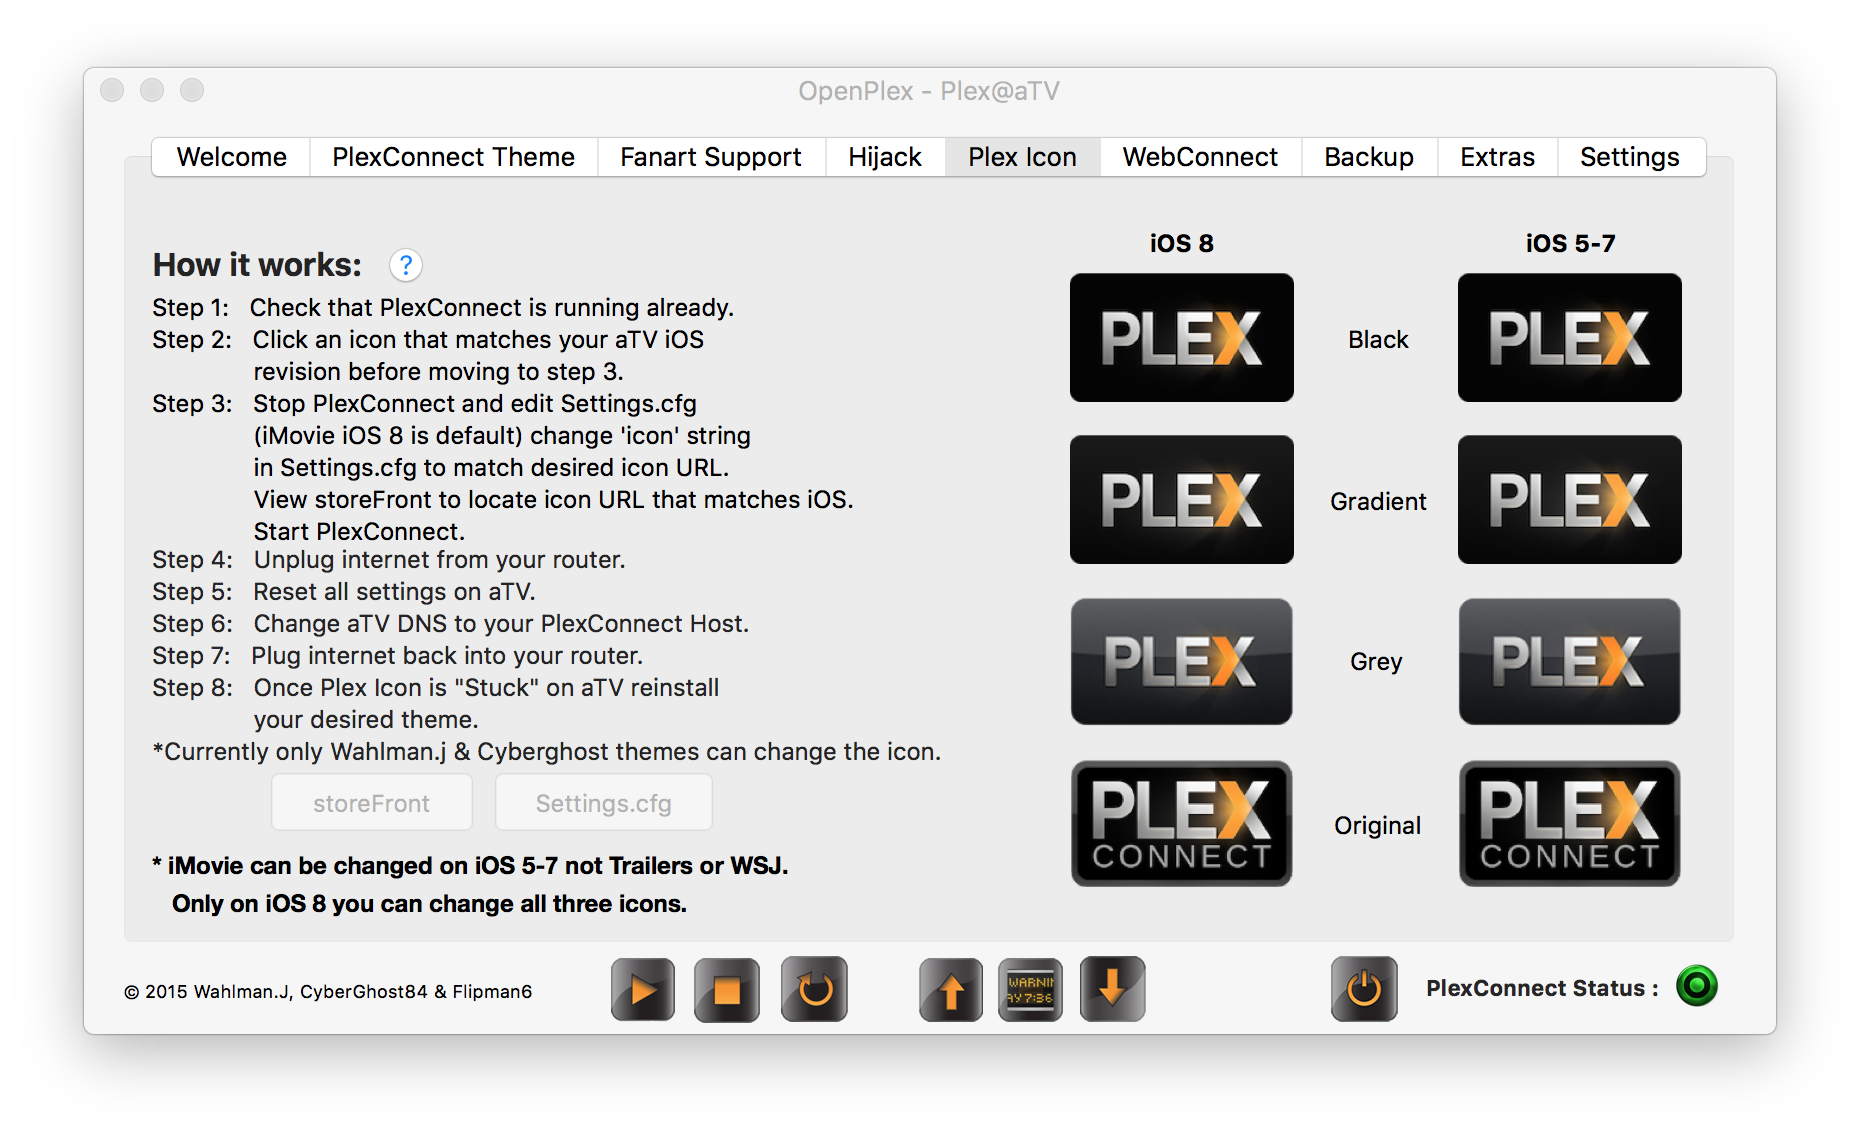 OpenPlex - Plex@aTV
Welcome PlexConnect Theme Fanart Support Hijack Plex Icon WebConnect Backup Extras Settings
How it works: ?
Step 1: Check that PlexConnect is running already.
Step 2: Click an icon that matches your aTV iOS
revision before moving to step 3.
Step 3: Stop PlexConnect and edit Settings.cfg
(iMovie iOS 8 is default) change 'icon' string
in Settings.cfg to match desired icon URL.
View storeFront to locate icon URL that matches iOS.
Start PlexConnect.
Step 4: Unplug internet from your router.
Step 5: Reset all settings on aTV.
Step 6: Change aTV DNS to your PlexConnect Host.
Step 7: Plug internet back into your router.
Step 8: Once Plex Icon is "Stuck" on aTV reinstall
your desired theme.
*Currently only Wahlman.j & Cyberghost themes can change the icon.
storeFront Settings.cfg
* iMovie can be changed on iOS 5-7 not Trailers or WSJ.
Only on iOS 8 you can change all three icons.
iOS 8 iOS 5-7
PLEX Black PLEX
PLEX Gradient PLEX
PLEX Grey PLEX
PLEX CONNECT Original PLEX CONNECT
© 2015 Wahlman.J, CyberGhost84 & Flipman6
WARNIN
AY 7:36
PlexConnect Status :